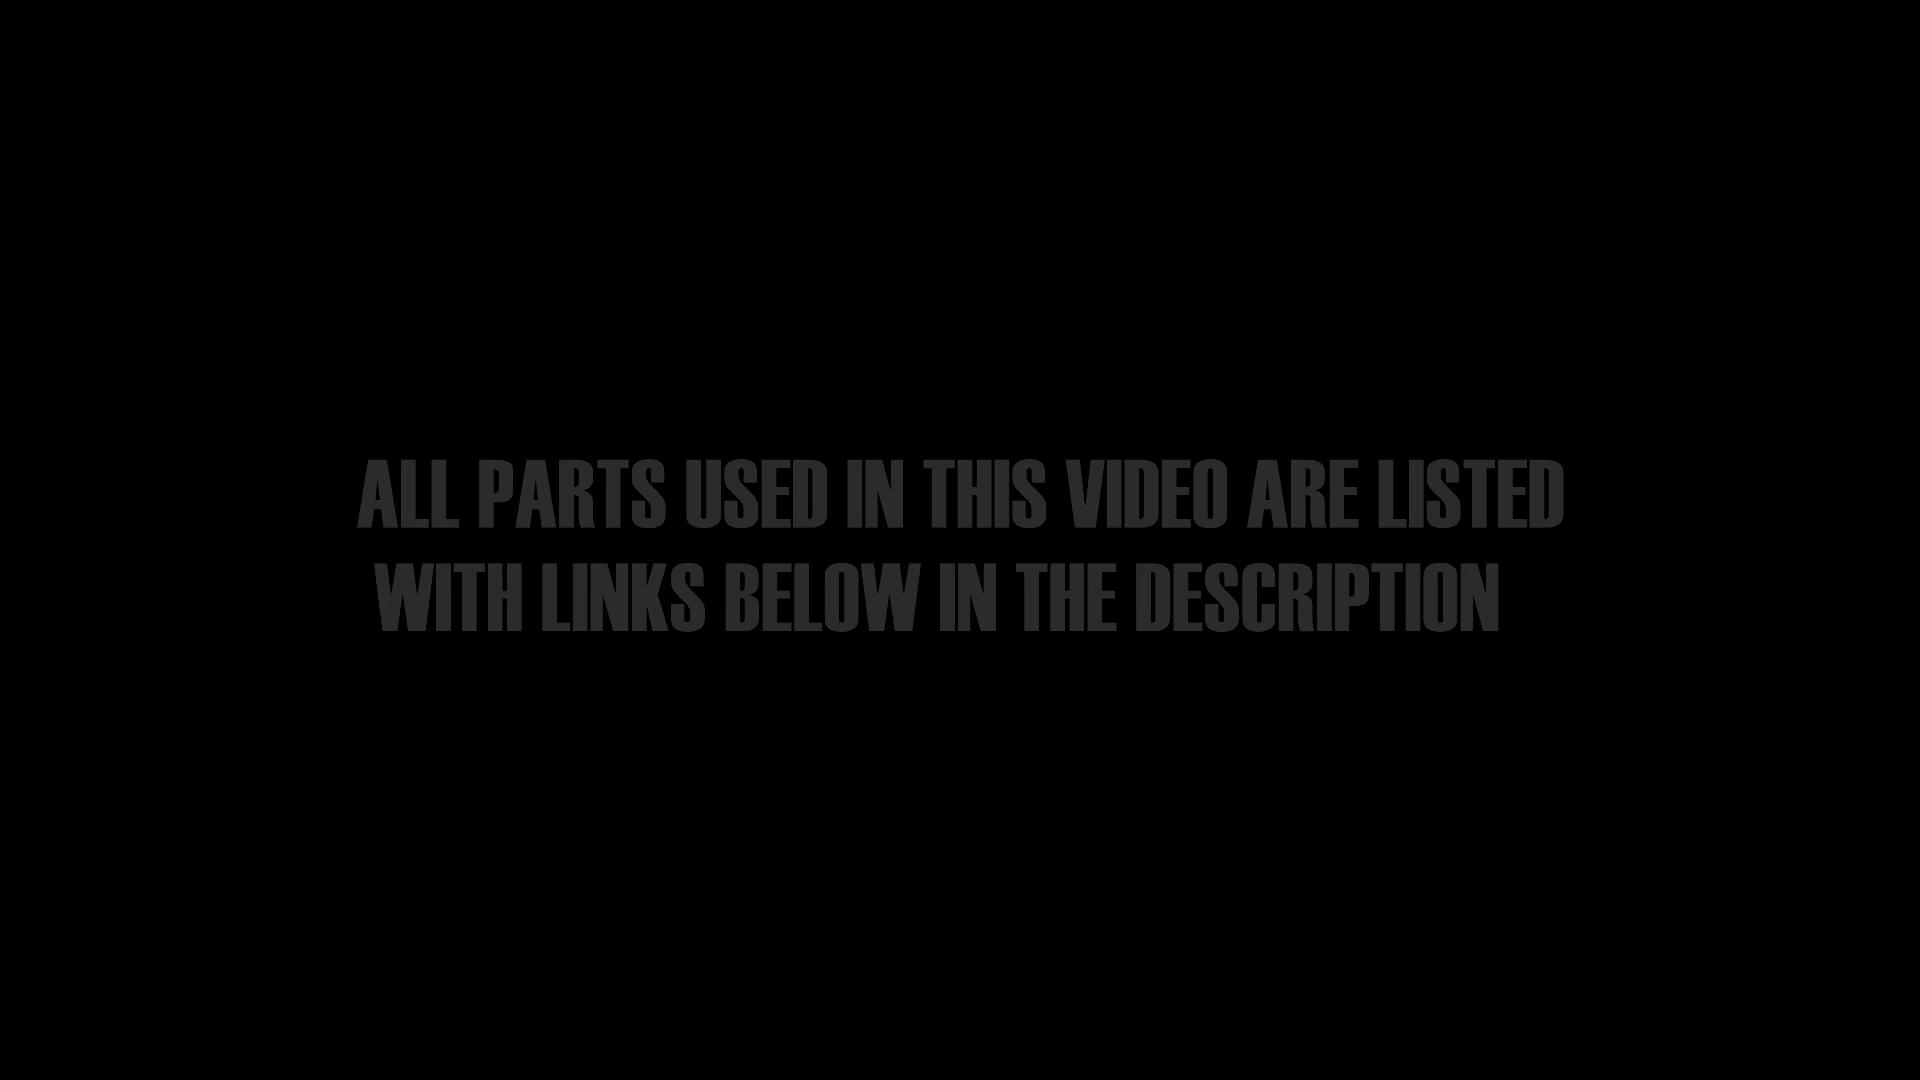 ALL PARTS USED IN THIS VIDEO ARE LISTED
WITH LINKS BELOW IN THE DESCRIPTION